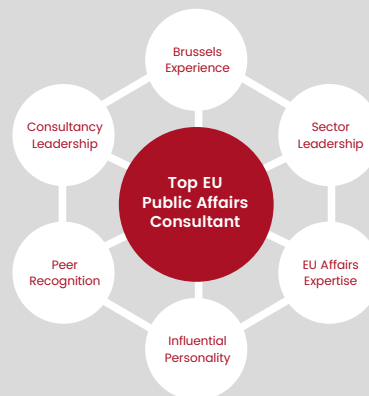 Brussels
Experience
Consultancy
Leadership
Sector
Leadership
Top EU
Public Affairs
Consultant
Peer
Recognition
EU Affairs
Expertise
Influential
Personality